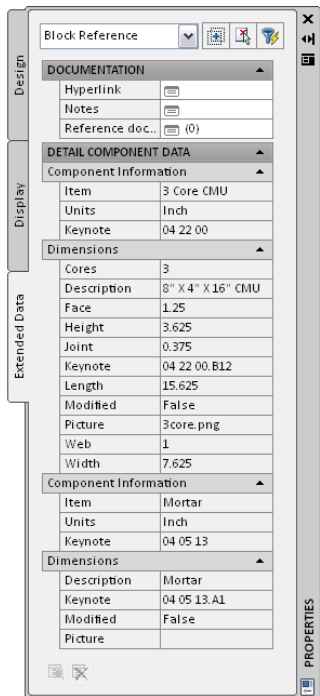 Block Reference
DOCUMENTATION
Hyperlink
Notes
Reference doc... (0)
DETAIL COMPONENT DATA
Component Information
Item 3 Core CMU
Units Inch
Keynote 04 22 00
Dimensions
Cores 3
Description 8" X 4" X 16" CMU
Face 1.25
Height 3.625
Joint 0.375
Keynote 04 22 00.B12
Length 15.625
Modified False
Picture 3core.png
Web 1
Width 7.625
Component Information
Item Mortar
Units Inch
Keynote 04 05 13
Dimensions
Description Mortar
Keynote 04 05 13.A1
Modified False
Picture
Design
Display
Extended Data
PROPERTIES